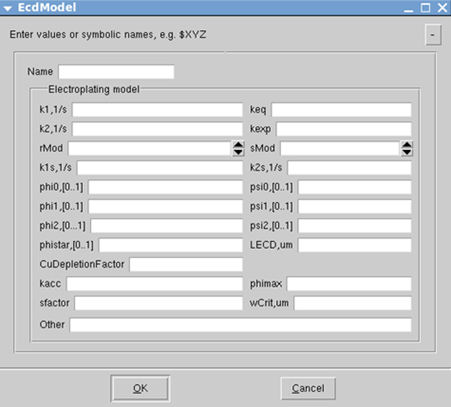 EcdModel
Enter values or symbolic names, e.g. $XYZ -
Name
Electroplating model
k1,1/s keq
k2,1/s kexp
rMod sMod
k1s,1/s k2s,1/s
phi0,[0..1] psi0,[0..1]
phi1,[0..1] psi1,[0..1]
phi2,[0...1] psi2,[0..1]
phistar,[0..1] LECD,um
CuDepletionFactor
kacc phimax
sfactor wCrit,um
Other
OK Cancel